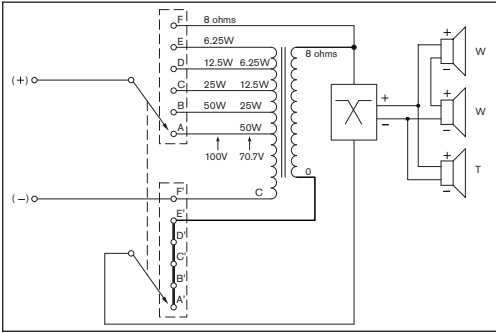 F 8 ohms
E 6.25W 8 ohms
D 12.5W 6.25W
(+) C 25W 12.5W
B 50W 25W
A 50W
100V 70.7V
0
(–) F' C
E'
D'
C'
B'
A'
+ –
+ – W
+ – W
+ – T